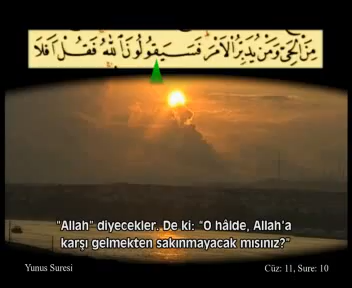 مِنَ الْحَيِّ وَمَنْ يُدَبِّرُ الْاَمْرَ فَسَيَقُولُونَ اللّٰهُ فَقُلْ اَفَلَا
"Allah" diyecekler. De ki: "O hâlde, Allah'a
karşı gelmekten sakınmayacak mısınız?"
Yunus Suresi
Cüz: 11, Sure: 10